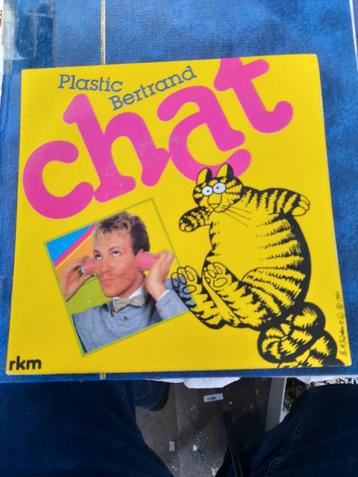 Plastic
Bertrand
chat
rkm